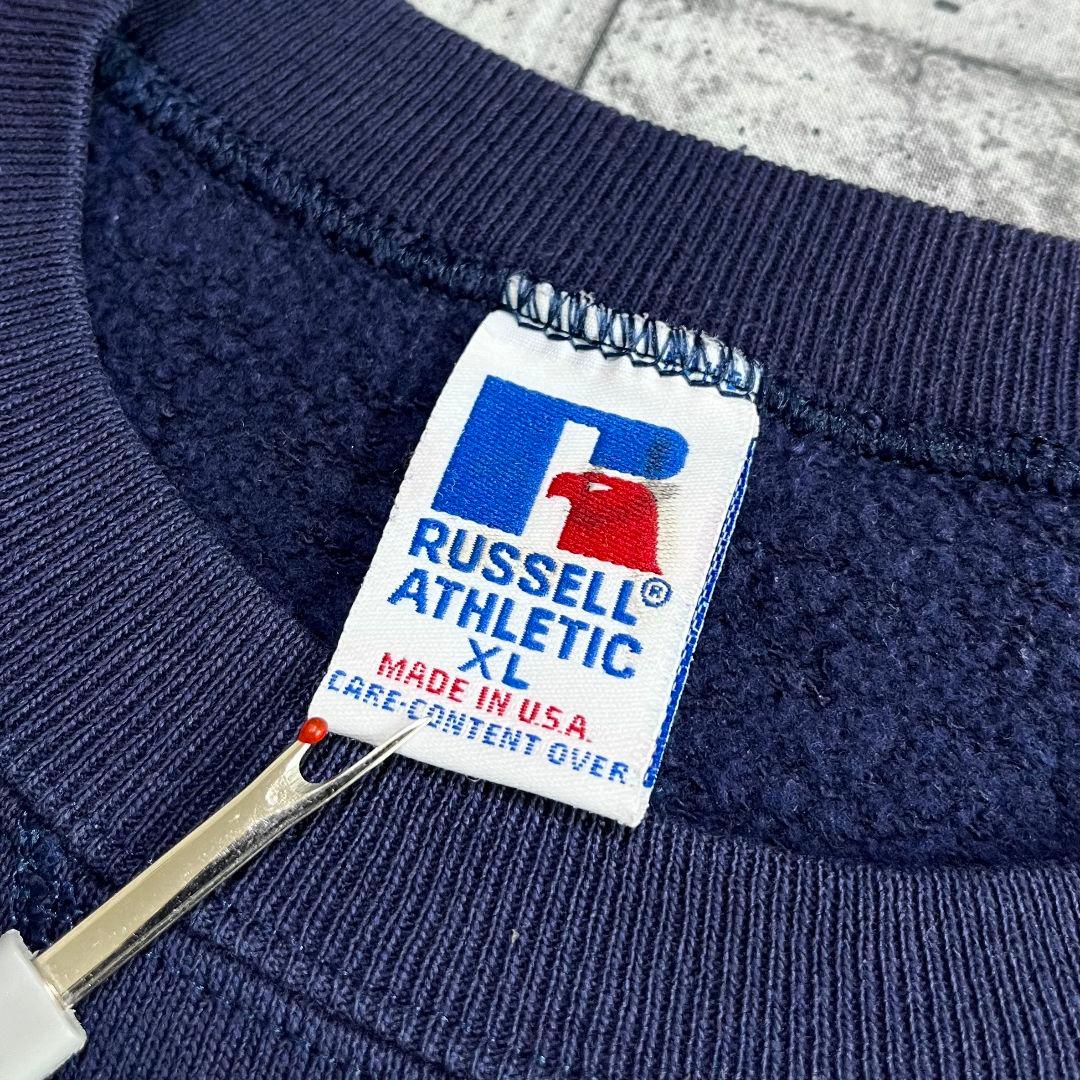 R
RUSSELL®
ATHLETIC
XL
MADE IN U.S.A.
CARE-CONTENT OVER